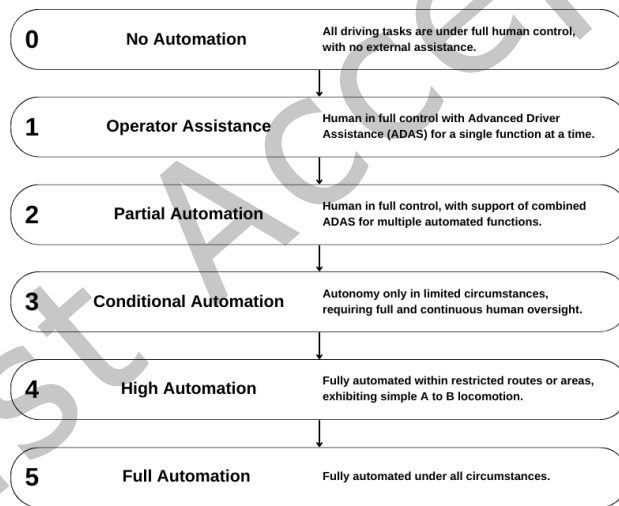 0 No Automation All driving tasks are under full human control,
with no external assistance.
1 Operator Assistance Human in full control with Advanced Driver
Assistance (ADAS) for a single function at a time.
2 Partial Automation Human in full control, with support of combined
ADAS for multiple automated functions.
3 Conditional Automation Autonomy only in limited circumstances,
requiring full and continuous human oversight.
4 High Automation Fully automated within restricted routes or areas,
exhibiting simple A to B locomotion.
5 Full Automation Fully automated under all circumstances.